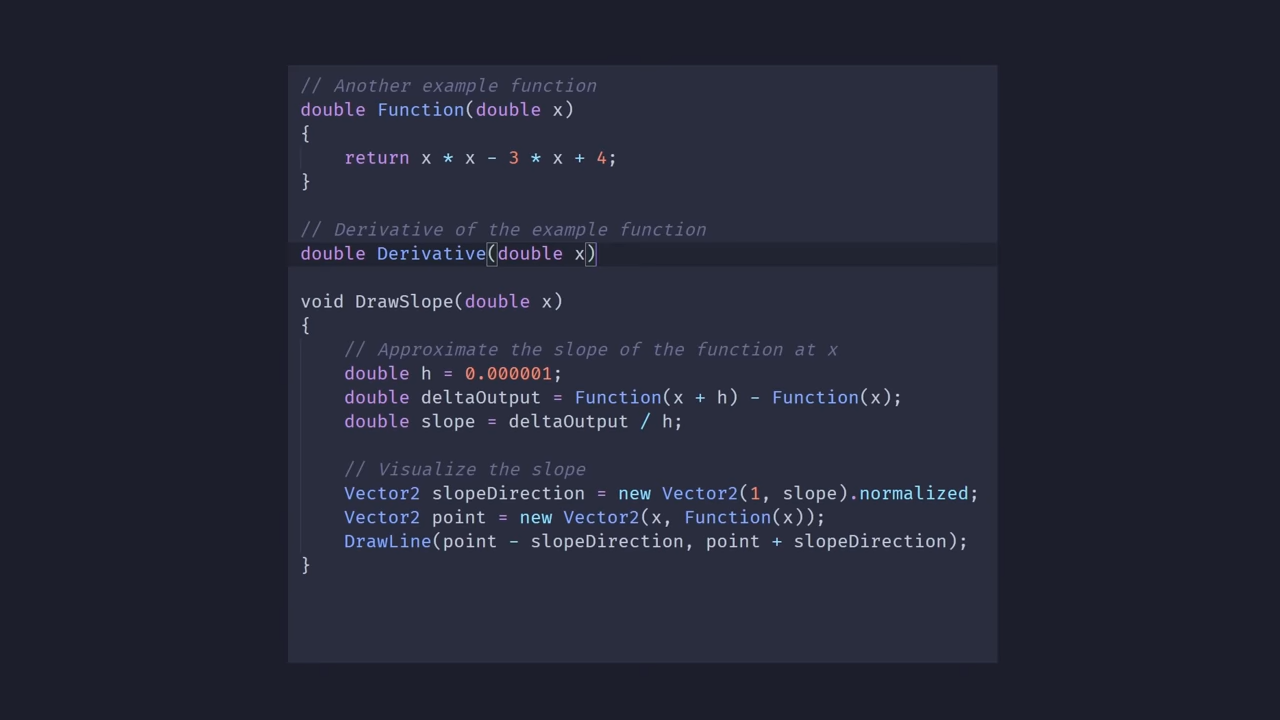 // Another example function
double Function(double x)
{
    return x * x - 3 * x + 4;
}
// Derivative of the example function
double Derivative(double x)
void DrawSlope(double x)
{
    // Approximate the slope of the function at x
    double h = 0.000001;
    double deltaOutput = Function(x + h) - Function(x);
    double slope = deltaOutput / h;
    // Visualize the slope
    Vector2 slopeDirection = new Vector2(1, slope).normalized;
    Vector2 point = new Vector2(x, Function(x));
    DrawLine(point - slopeDirection, point + slopeDirection);
}